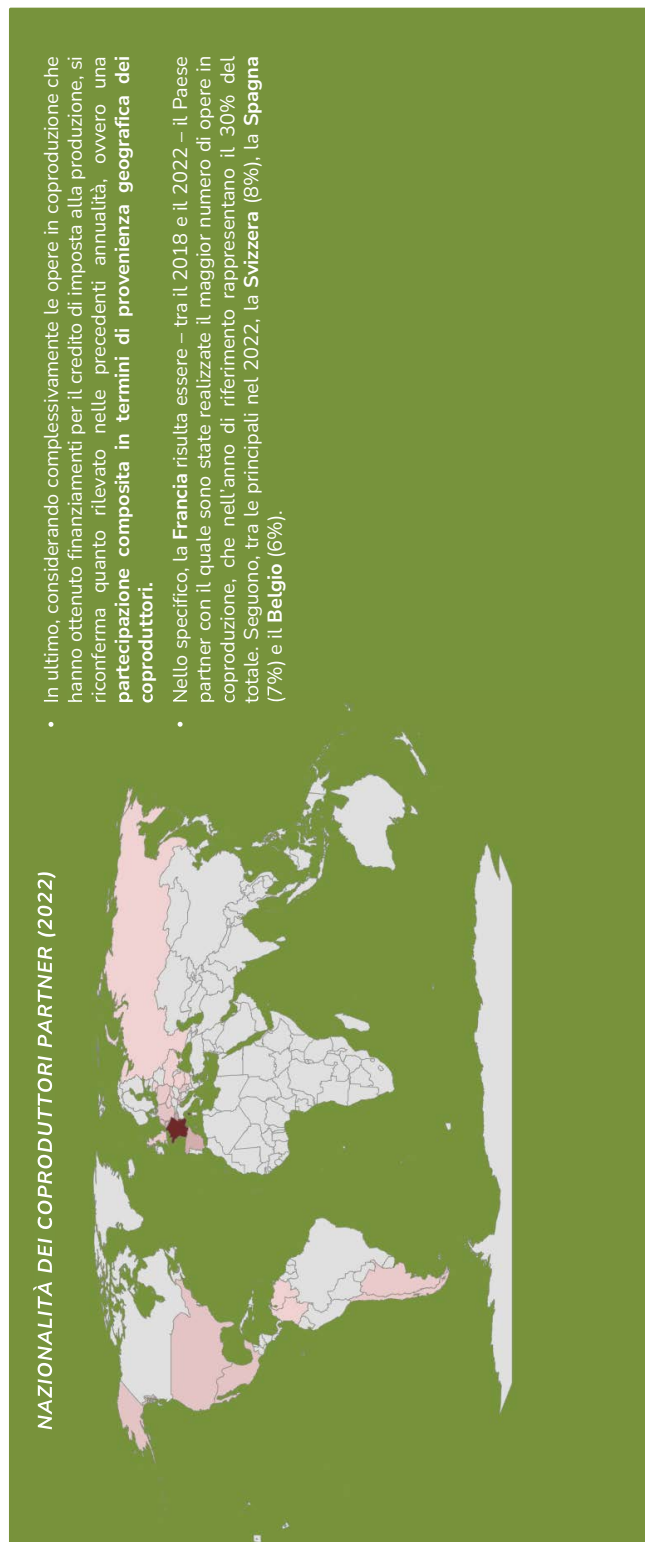 NAZIONALITÀ DEI COPRODUTTORI PARTNER (2022)
• In ultimo, considerando complessivamente le opere in coproduzione che
hanno ottenuto finanziamenti per il credito di imposta alla produzione, si
riconferma quanto rilevato nelle precedenti annualità, ovvero una
partecipazione composita in termini di provenienza geografica dei
coproduttori.
• Nello specifico, la Francia risulta essere – tra il 2018 e il 2022 – il Paese
partner con il quale sono state realizzate il maggior numero di opere in
coproduzione, che nell'anno di riferimento rappresentano il 30% del
totale. Seguono, tra le principali nel 2022, la Svizzera (8%), la Spagna
(7%) e il Belgio (6%).